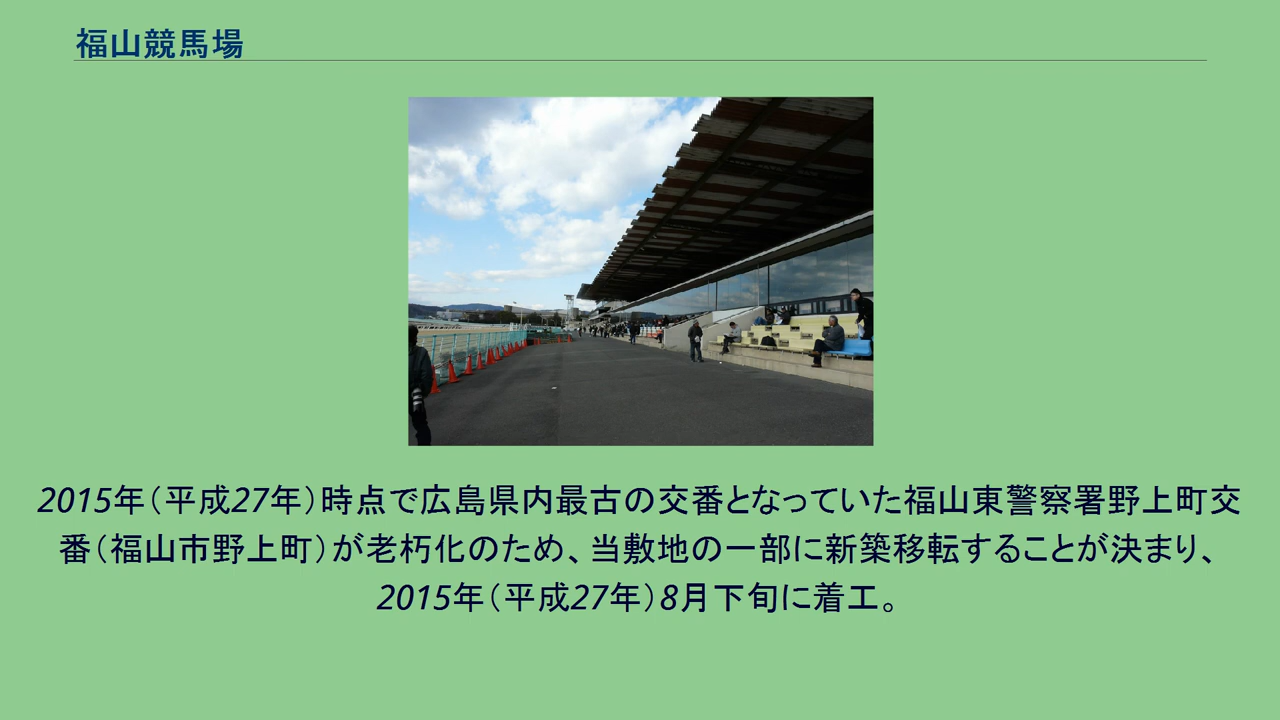 福山競馬場
2015年（平成27年）時点で広島県内最古の交番となっていた福山東警察署野上町交
番（福山市野上町）が老朽化のため、当敷地の一部に新築移転することが決まり、
2015年（平成27年）8月下旬に着工。